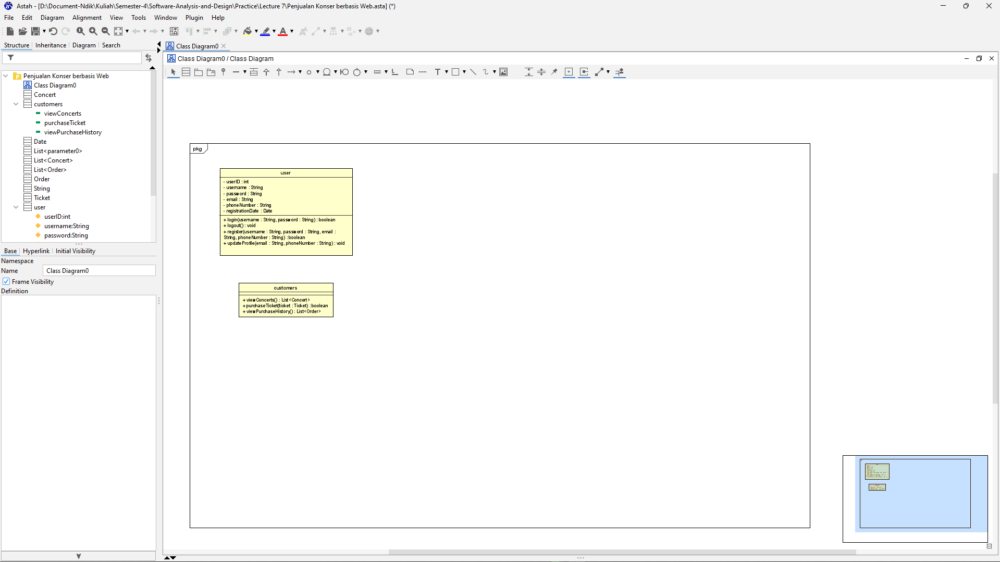 Astah - [D:\Document-Ndik\Kuliah\Semester-4\Software-Analysis-and-Design\Practice\Lecture 7\Penjualan Konser berbasis Web.asta] (*)
File Edit Diagram Alignment View Tools Window Plugin Help
Structure Inheritance Diagram Search
Class Diagram0
Class Diagram0 / Class Diagram
Penjualan Konser berbasis Web
Class Diagram0
Concert
customers
viewConcerts
purchaseTicket
viewPurchaseHistory
Date
List<parameter0>
List<Concert>
List<Order>
Order
String
Ticket
user
userID:int
username:String
password:String
Base Hyperlink Initial Visibility
Namespace
Name Class Diagram0
Frame Visibility
Definition
pkg
user
- userID : int
- username : String
- password : String
- email : String
- phoneNumber : String
- registrationDate : Date
+ login(username : String, password : String) : boolean
+ logout() : void
+ register(username : String, password : String, email :
String, phoneNumber : String) : boolean
+ updateProfile(email : String, phoneNumber : String) : void
customers
+ viewConcerts() : List<Concert>
+ purchaseTicket(ticket : Ticket) : boolean
+ viewPurchaseHistory() : List<Order>